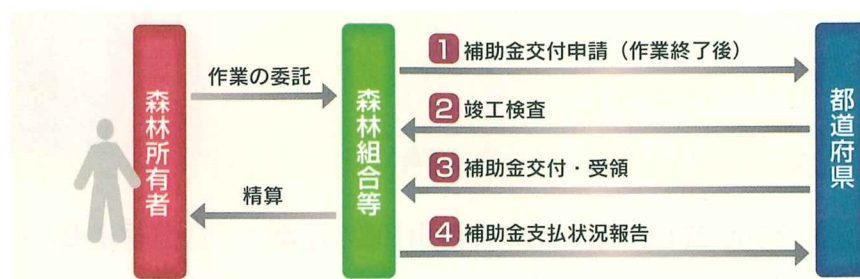 森林所有者
作業の委託
精算
森林組合等
1 補助金交付申請（作業終了後）
2 竣工検査
3 補助金交付・受領
4 補助金支払状況報告
都道府県